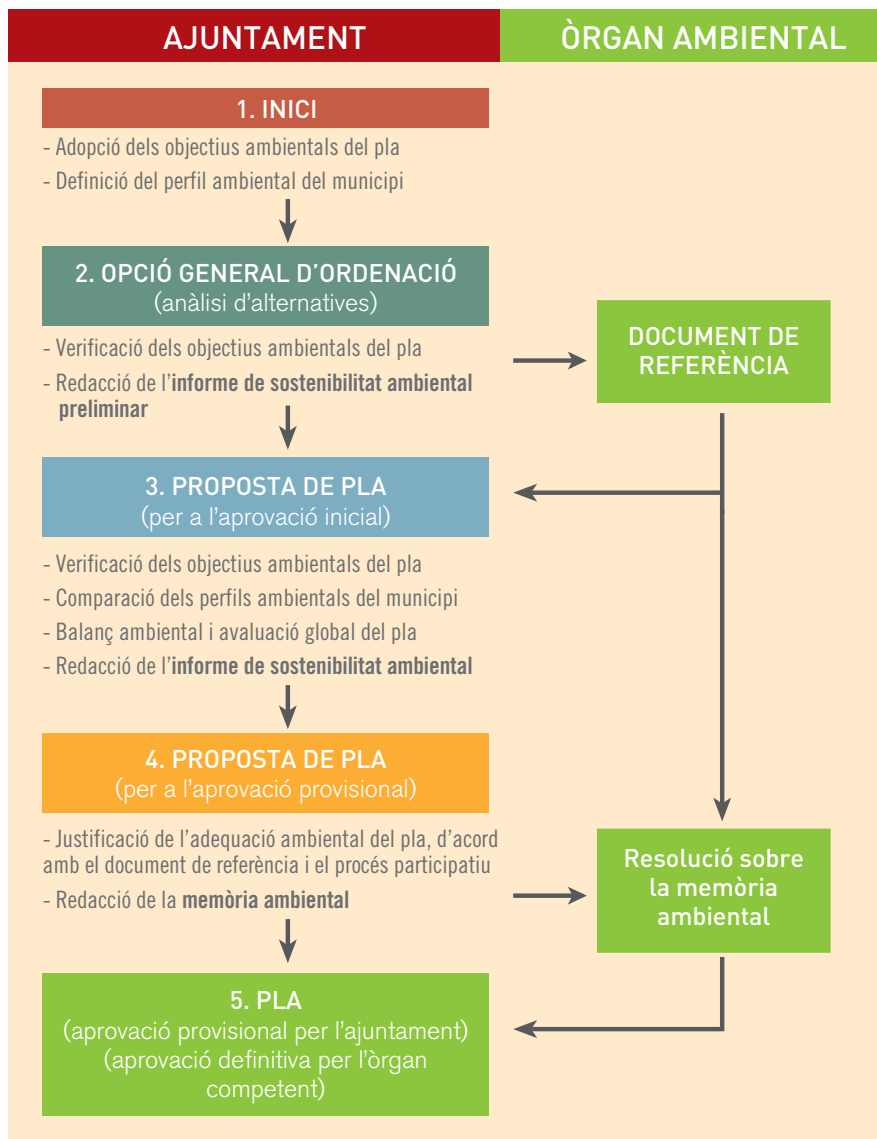 AJUNTAMENT
ÒRGAN AMBIENTAL
1. INICI
- Adopció dels objectius ambientals del pla
- Definició del perfil ambiental del municipi
2. OPCIÓ GENERAL D’ORDENACIÓ
(anàlisi d’alternatives)
- Verificació dels objectius ambientals del pla
- Redacció de l’informe de sostenibilitat ambiental
preliminar
DOCUMENT DE
REFERÈNCIA
3. PROPOSTA DE PLA
(per a l’aprovació inicial)
- Verificació dels objectius ambientals del pla
- Comparació dels perfils ambientals del municipi
- Balanç ambiental i avaluació global del pla
- Redacció de l’informe de sostenibilitat ambiental
4. PROPOSTA DE PLA
(per a l’aprovació provisional)
- Justificació de l’adequació ambiental del pla, d’acord
amb el document de referència i el procés participatiu
- Redacció de la memòria ambiental
Resolució sobre
la memòria
ambiental
5. PLA
(aprovació provisional per l’ajuntament)
(aprovació definitiva per l’òrgan
competent)